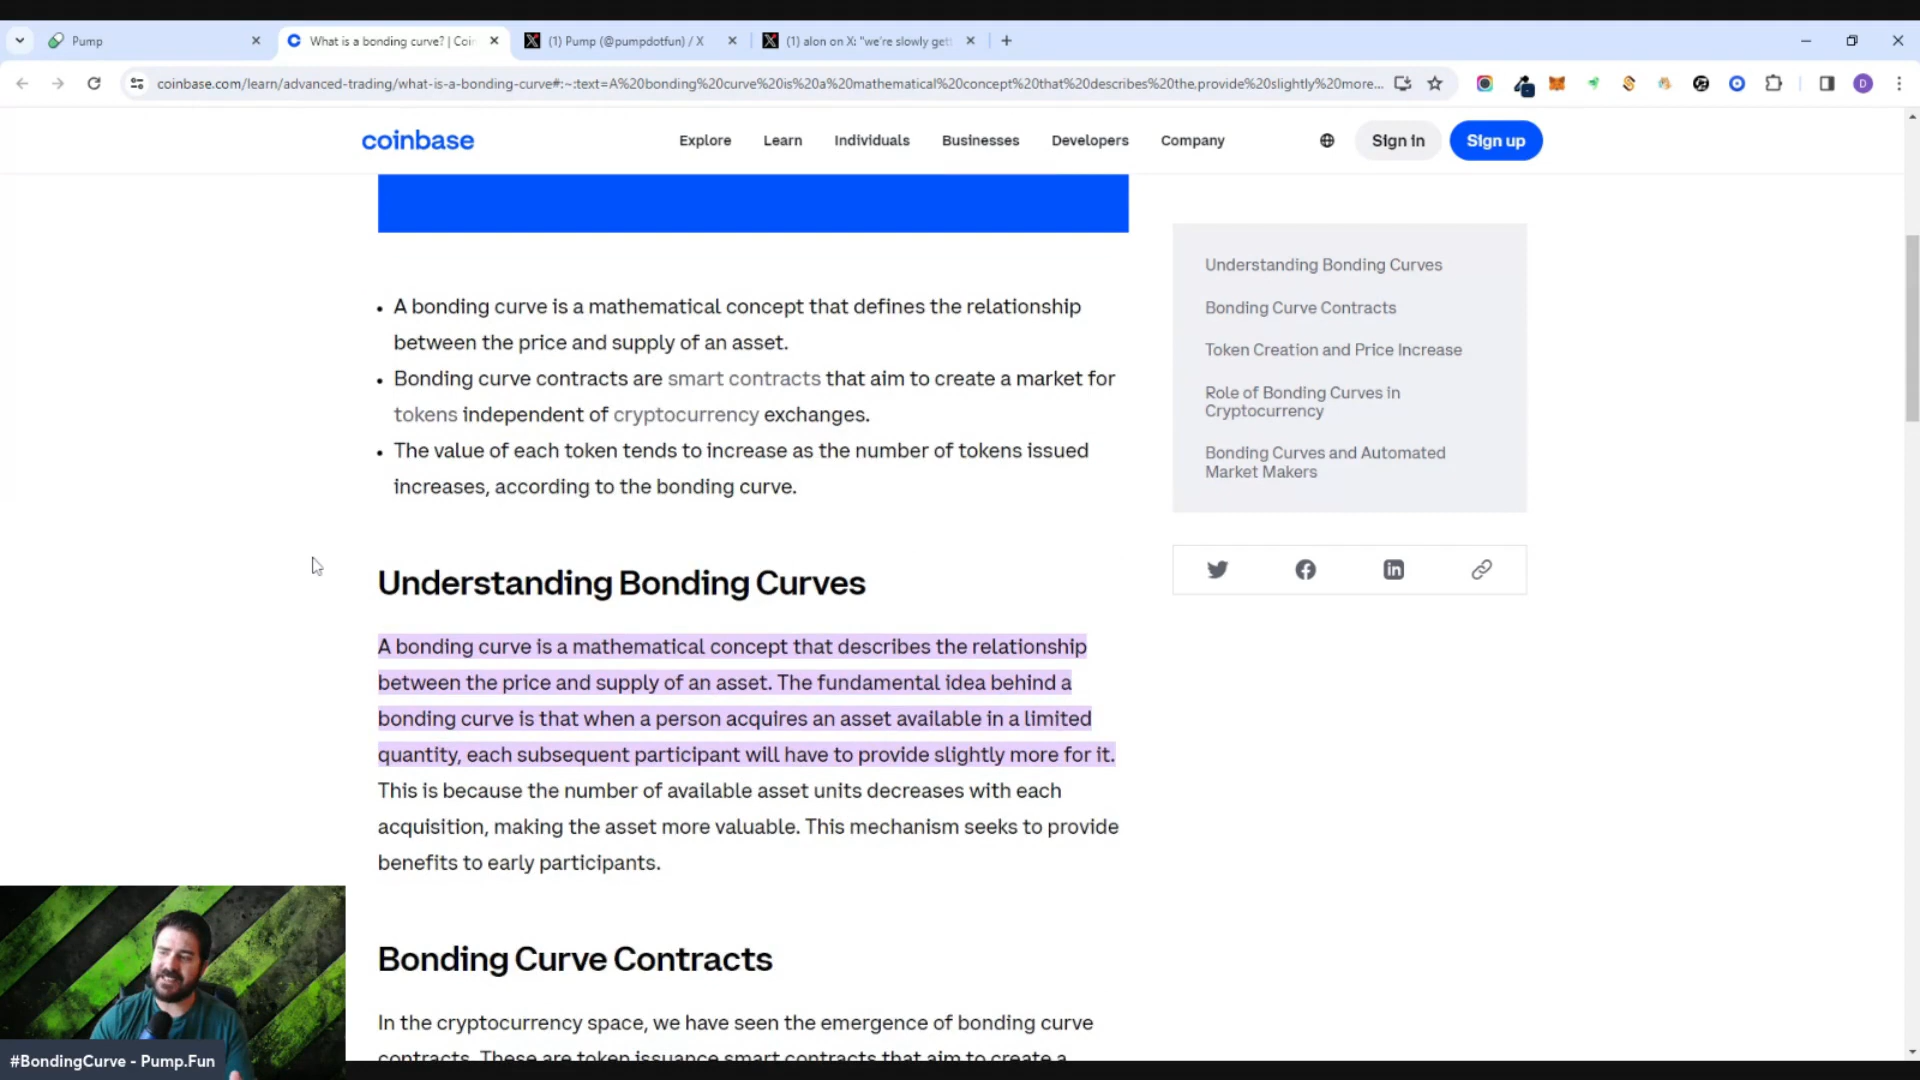 Pump
What is a bonding curve? | Coi
(1) Pump (@pumpdotfun) / X
(1) alon on X: "we're slowly get
coinbase.com/learn/advanced-trading/what-is-a-bonding-curve#:~:text=A%20bonding%20curve%20is%20a%20mathematical%20concept%20that%20describes%20the,provide%20slightly%20more...
D
coinbase
Explore
Learn
Individuals
Businesses
Developers
Company
Sign in
Sign up
• A bonding curve is a mathematical concept that defines the relationship
between the price and supply of an asset.
• Bonding curve contracts are smart contracts that aim to create a market for
tokens independent of cryptocurrency exchanges.
• The value of each token tends to increase as the number of tokens issued
increases, according to the bonding curve.
Understanding Bonding Curves
A bonding curve is a mathematical concept that describes the relationship
between the price and supply of an asset. The fundamental idea behind a
bonding curve is that when a person acquires an asset available in a limited
quantity, each subsequent participant will have to provide slightly more for it.
This is because the number of available asset units decreases with each
acquisition, making the asset more valuable. This mechanism seeks to provide
benefits to early participants.
Bonding Curve Contracts
In the cryptocurrency space, we have seen the emergence of bonding curve
contracts. These are token issuance smart contracts that aim to create a
Understanding Bonding Curves
Bonding Curve Contracts
Token Creation and Price Increase
Role of Bonding Curves in
Cryptocurrency
Bonding Curves and Automated
Market Makers
#BondingCurve - Pump.Fun